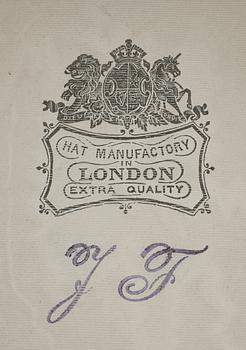 HAT MANUFACTORY
IN
LONDON
EXTRA QUALITY
J F